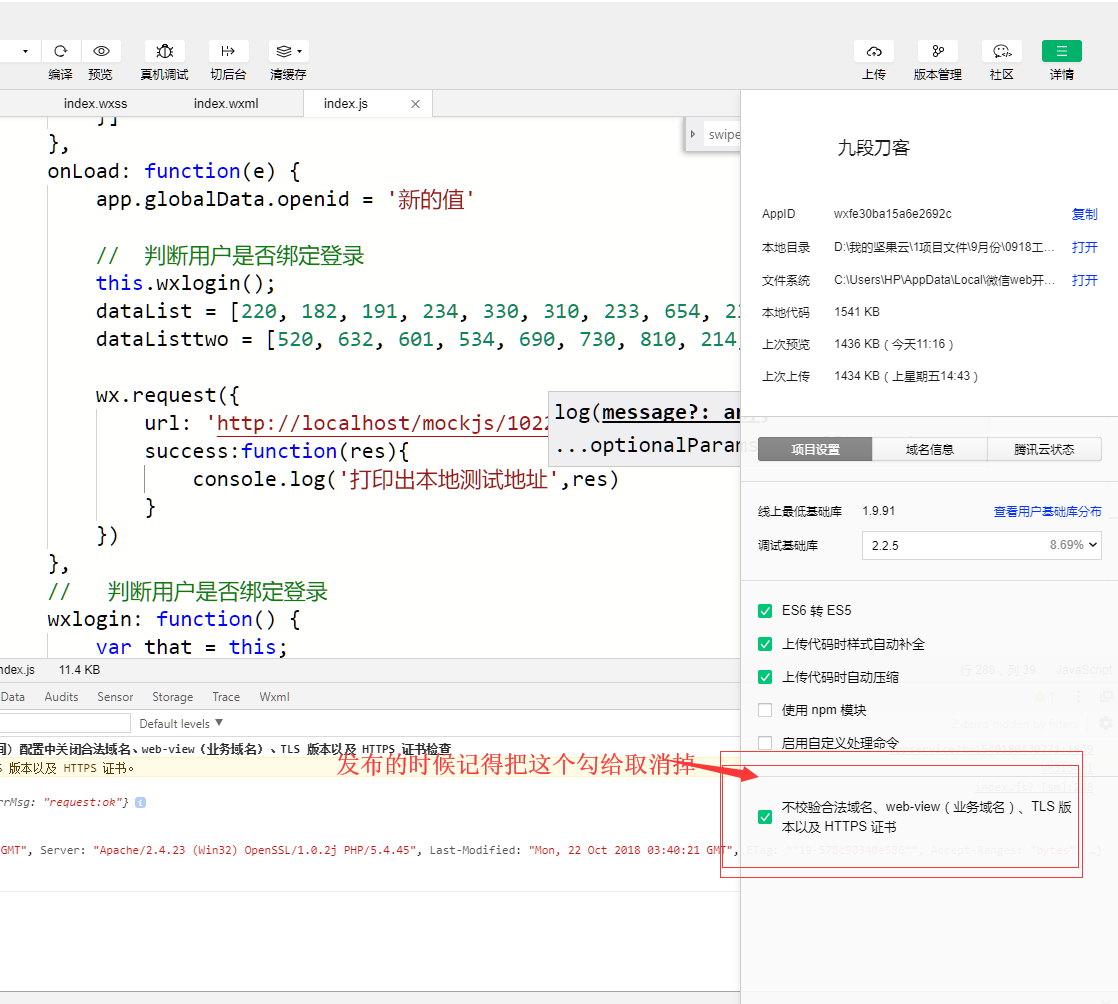 编译 预览 真机调试 切后台 清缓存 上传 版本管理 社区 详情
index.wxss index.wxml index.js
},
onLoad: function(e) {
app.globalData.openid = '新的值'
// 判断用户是否绑定登录
this.wxlogin();
dataList = [220, 182, 191, 234, 330, 310, 233, 654,
dataListtwo = [520, 632, 601, 534, 690, 730, 810, 214,
wx.request({
url: 'http://localhost/mockjs/102
success:function(res){
console.log('打印出本地测试地址',res)
}
})
},
// 判断用户是否绑定登录
wxlogin: function() {
var that = this;
log(message?: any,
...optionalParams
swipe
九段刀客
AppID wxfe30ba15a6e2692c 复制
本地目录 D:\我的坚果云\1项目文件\9月份\0918工... 打开
文件系统 C:\Users\HP\AppData\Local\微信web开... 打开
本地代码 1541 KB
上次预览 1436 KB ( 今天11:16 )
上次上传 1434 KB ( 上星期五14:43 )
项目设置 域名信息 腾讯云状态
线上最低基础库 1.9.91 查看用户基础库分布
调试基础库 2.2.5 8.69%
ES6 转 ES5
上传代码时样式自动补全
上传代码时自动压缩
使用 npm 模块
启用自定义处理命令
不校验合法域名、web-view ( 业务域名 ) 、TLS 版
本以及 HTTPS 证书
ndex.js 11.4 KB 行 288，列 39 JavaScript
Data Audits Sensor Storage Trace Wxml
Default levels
配置中关闭合法域名、web-view（业务域名）、TLS 版本以及 HTTPS 证书检查
版本以及 HTTPS 证书。
发布的时候记得把这个勾给取消掉
rrMsg: "request:ok"}
GMT", Server: "Apache/2.4.23 (Win32) OpenSSL/1.0.2j PHP/5.4.45", Last-Modified: "Mon, 22 Oct 2018 03:40:21 GMT",